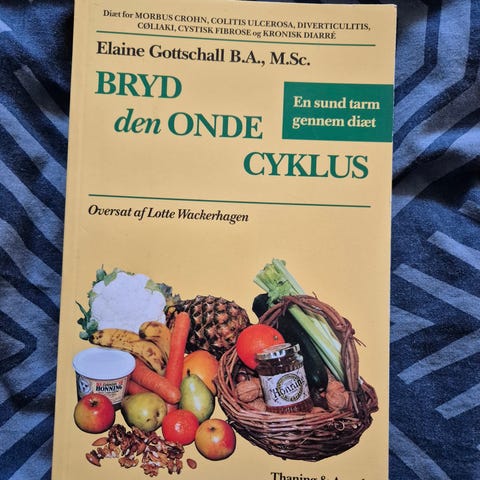 Diæt for MORBUS CROHN, COLITIS ULCEROSA, DIVERTICULITIS,
CØLIAKI, CYSTISK FIBROSE og KRONISK DIARRÉ
Elaine Gottschall B.A., M.Sc.
BRYD
den ONDE
CYKLUS
En sund tarm
gennem diæt
Oversat af Lotte Wackerhagen
HONNING
Honning
Thaning &